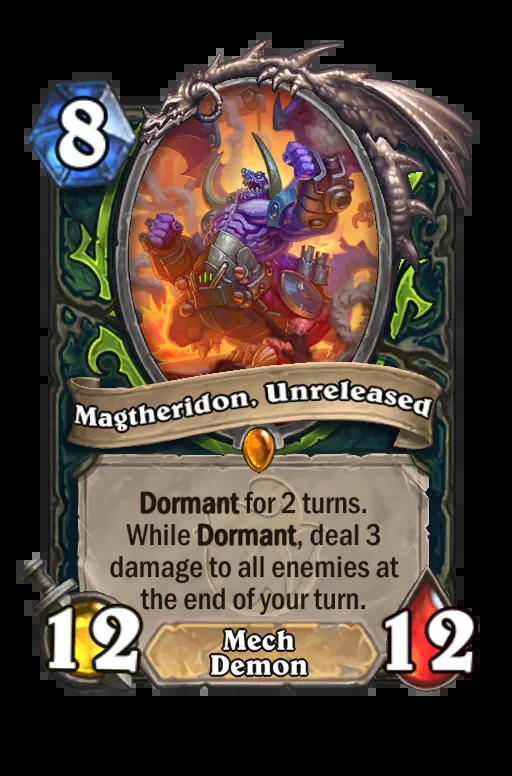 8
Magtheridon, Unreleased
Dormant for 2 turns.
While Dormant, deal 3
damage to all enemies at
the end of your turn.
12
Mech
Demon
12